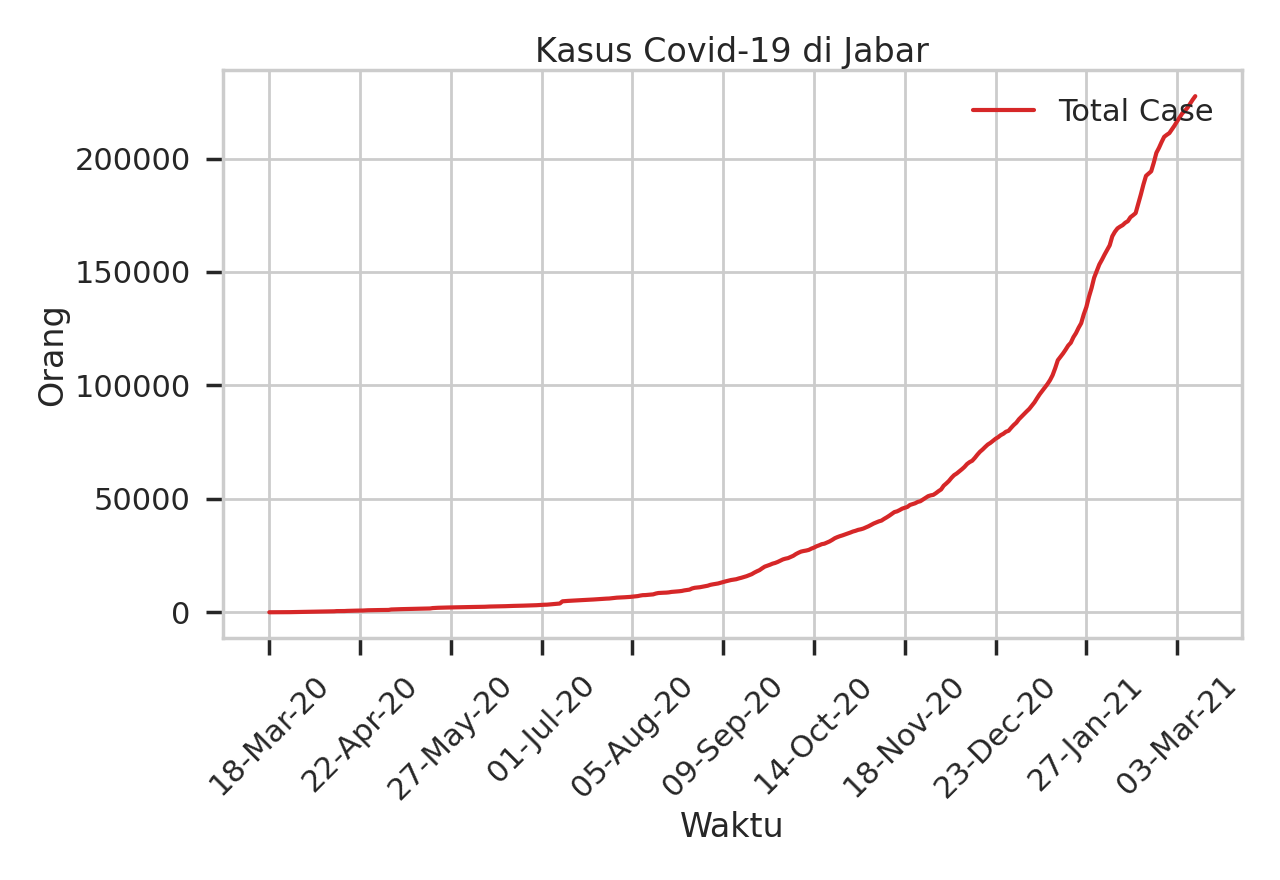 Kasus Covid-19 di Jabar
Total Case
200000
150000
100000
50000
0
Orang
18-Mar-20
22-Apr-20
27-May-20
01-Jul-20
05-Aug-20
09-Sep-20
14-Oct-20
18-Nov-20
23-Dec-20
27-Jan-21
03-Mar-21
Waktu